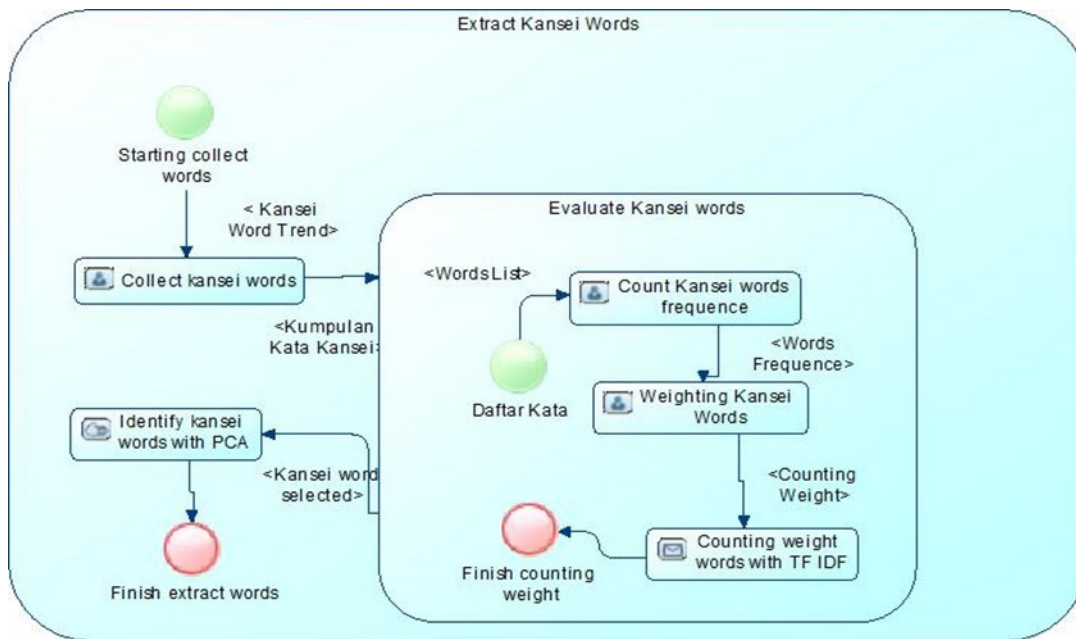 Extract Kansei Words
Starting collect
words
< Kansei
Word Trend>
Collect kansei words
<Kumpulan
Kata Kansei>
Evaluate Kansei words
<Words List>
Count Kansei words
frequence
Daftar Kata
<Words
Frequence>
Weighting Kansei
Words
<Counting
Weight>
Counting weight
words with TF IDF
Finish counting
weight
<Kansei word
selected>
Identify kansei
words with PCA
Finish extract words